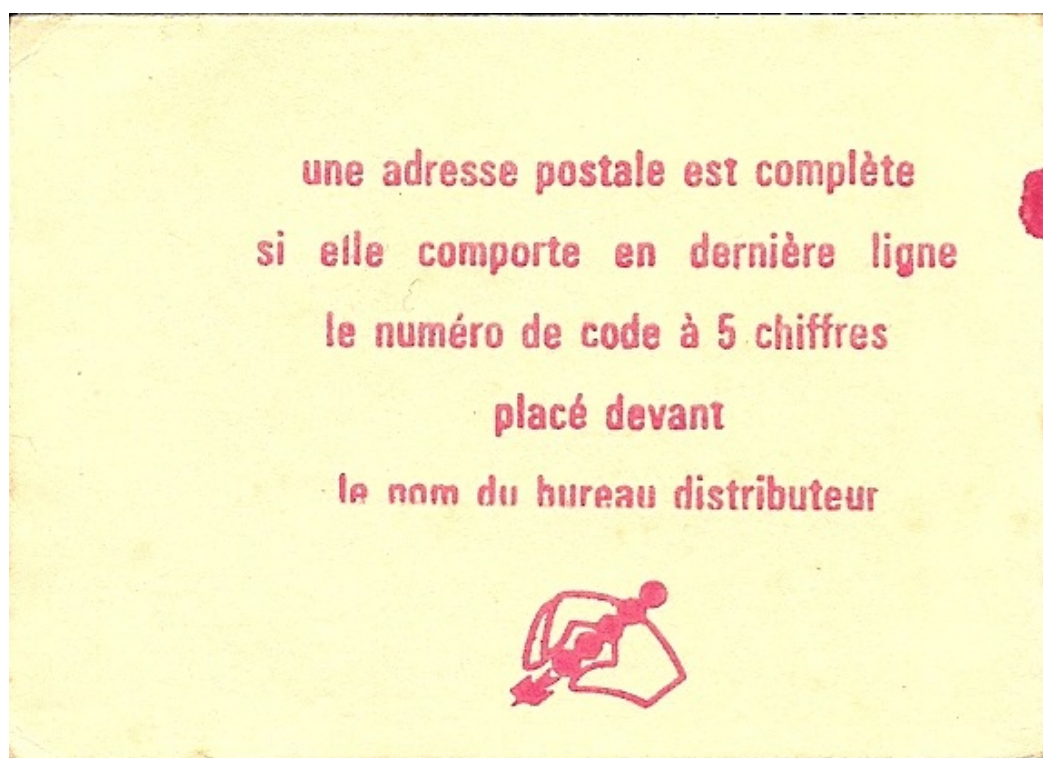 une adresse postale est complète
si elle comporte en dernière ligne
le numéro de code à 5 chiffres
placé devant
le nom du bureau distributeur